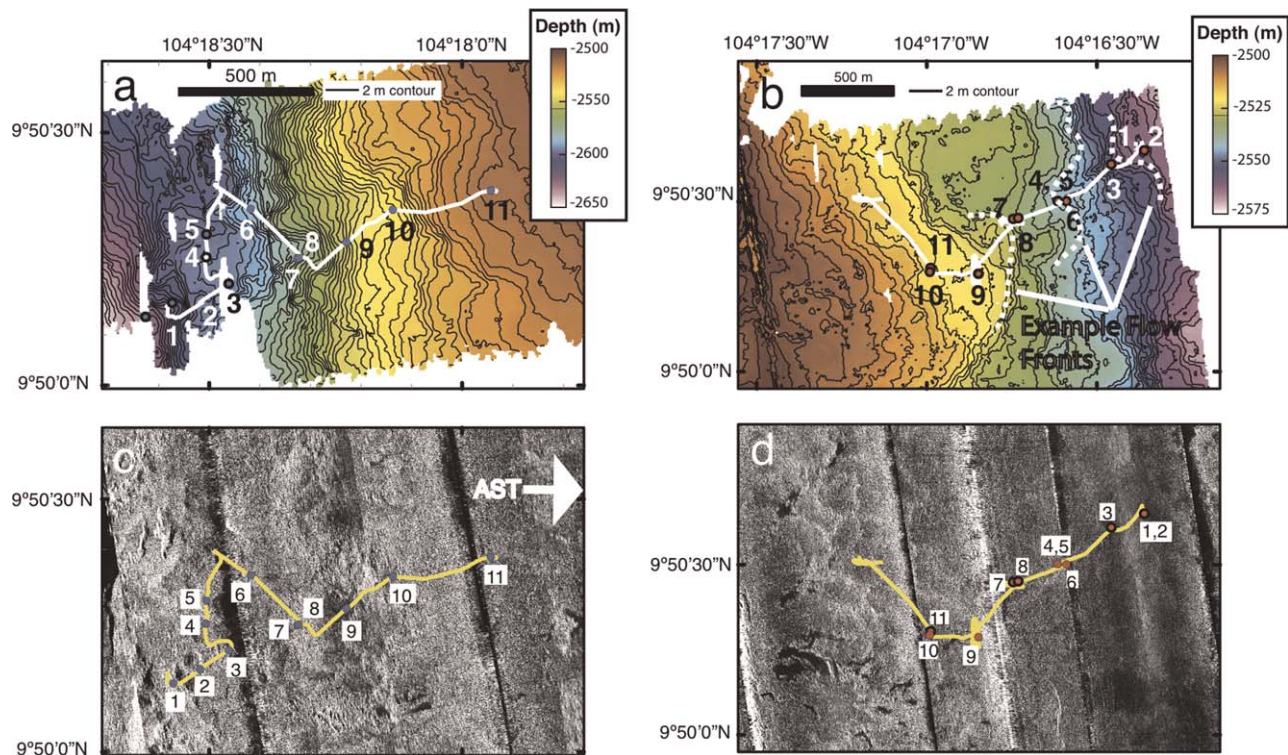 Depth (m)
104°18'30"N
104°18'0"N
-2500
-2550
-2600
-2650
500 m
2 m contour
a
9°50'30"N
9°50'0"N
1
2
3
4
5
6
7
8
9
10
11
Depth (m)
104°17'30"W
104°17'0"W
104°16'30"W
-2500
-2525
-2550
-2575
500 m
2 m contour
b
9°50'30"N
9°50'0"N
1
2
3
4
5
6
7
8
9
10
11
Example Flow
Fronts
c
AST
9°50'30"N
9°50'0"N
1
2
3
4
5
6
7
8
9
10
11
d
9°50'30"N
9°50'0"N
3
1,2
4,5
6
7
8
9
11
10